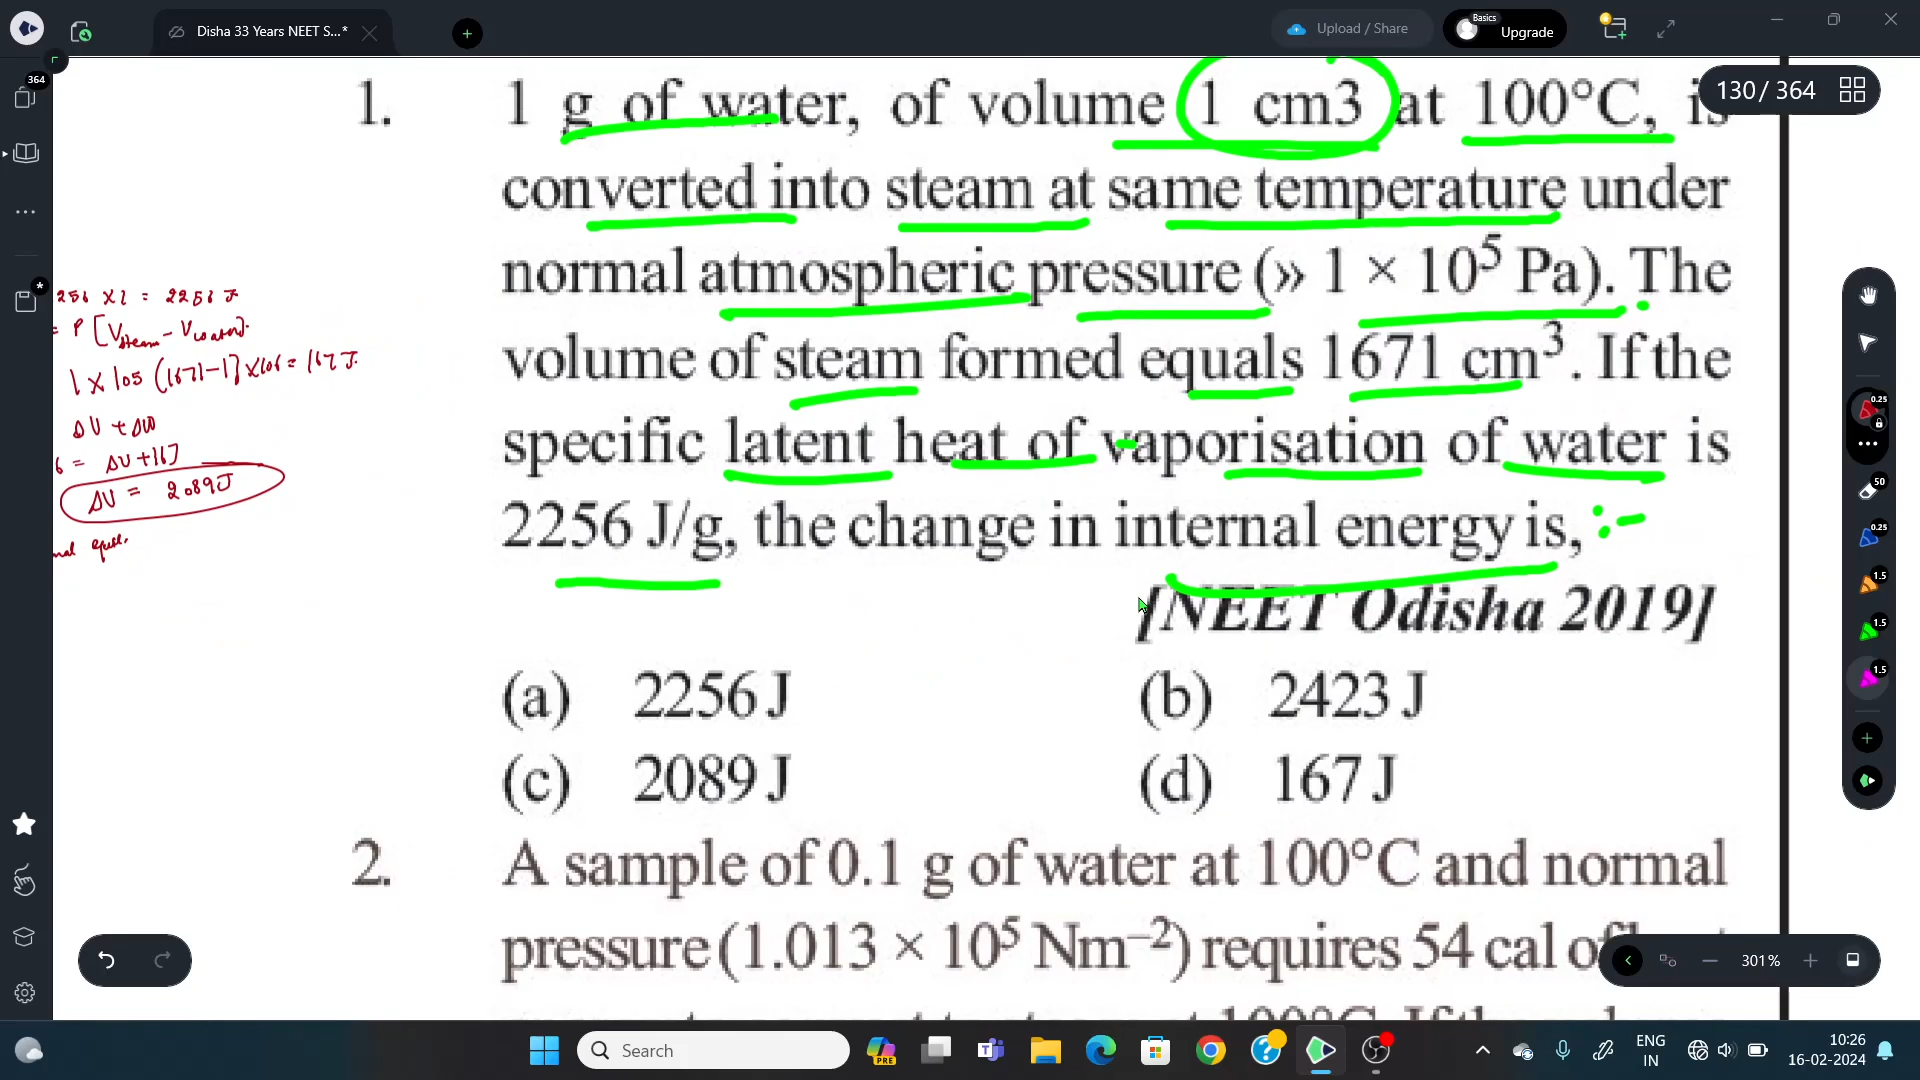 Disha 33 Years NEET S...*
Upload / Share
Basics
Upgrade
364
130/ 364
1. 1 g of water, of volume 1 cm3 at 100°C, is
converted into steam at same temperature under
normal atmospheric pressure (» 1 × 10⁵ Pa). The
volume of steam formed equals 1671 cm³. If the
specific latent heat of vaporisation of water is
2256 J/g, the change in internal energy is,
[NEET Odisha 2019]
(a) 2256 J (b) 2423 J
(c) 2089 J (d) 167 J
2. A sample of 0.1 g of water at 100°C and normal
pressure (1.013 × 10⁵ Nm⁻²) requires 54 cal of
256 × 1 = 2256 J
= P [Vsteam - Vwater]
1 × 105 (1671-1) × 106 = 167 J
ΔU + ΔW
6 = ΔU + 167
ΔU = 2089 J
0.25
50
0.25
1.5
1.5
1.5
301%
Search
PRE
ENG
IN
10:26
16-02-2024